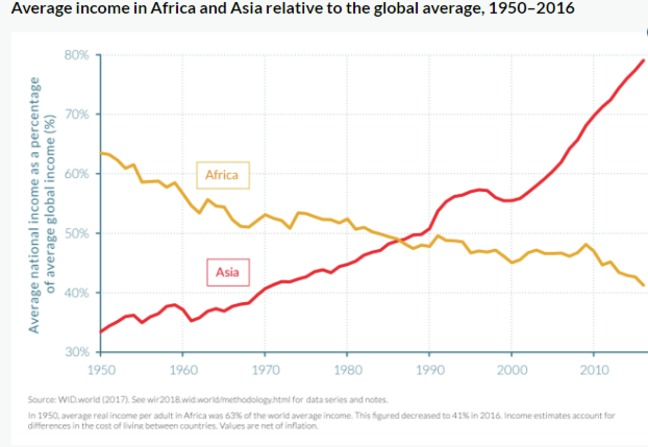 Average income in Africa and Asia relative to the global average, 1950–2016
Average national income as a percentage
of average global income (%)
80%
70%
60%
50%
40%
30%
Africa
Asia
1950 1960 1970 1980 1990 2000 2010
Source: WID.world (2017). See wir2018.wid.world/methodology.html for data series and notes.
In 1950, average real income per adult in Africa was 63% of the world average income. This figured decreased to 41% in 2016. Income estimates account for
differences in the cost of living between countries. Values are net of inflation.